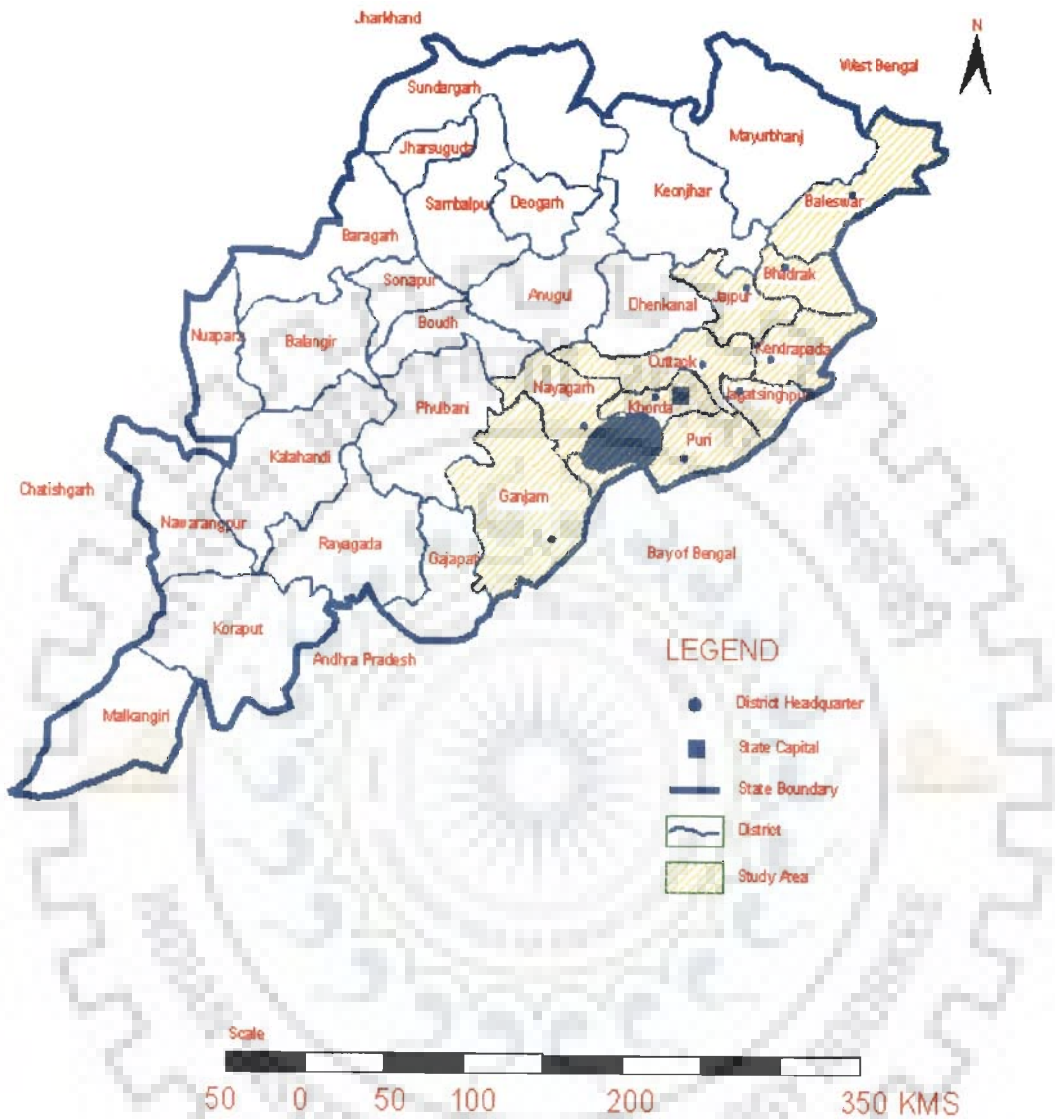 Jharkhand
N
West Bengal
Sundargarh
Mayurbhanj
Jharsuguda
Keonjhar
Sambalpu
Deogarh
Baleswar
Baragarh
Bhadrak
Sonapur
Anugul
Dhenkanal
Jajpur
Boudh
Nuapara
Balangir
Kendrapada
Cuttack
Nayagarh
Jagatsinghpur
Phulbani
Khorda
Puri
Kalahandi
Chatishgarh
Ganjam
Nawarangpur
Rayagada
Gajapati
Bay of Bengal
Koraput
Andhra Pradesh
LEGEND
Malkangiri
District Headquarter
State Capital
State Boundary
District
Study Area
Scale
50 0 50 100 200 350 KMS